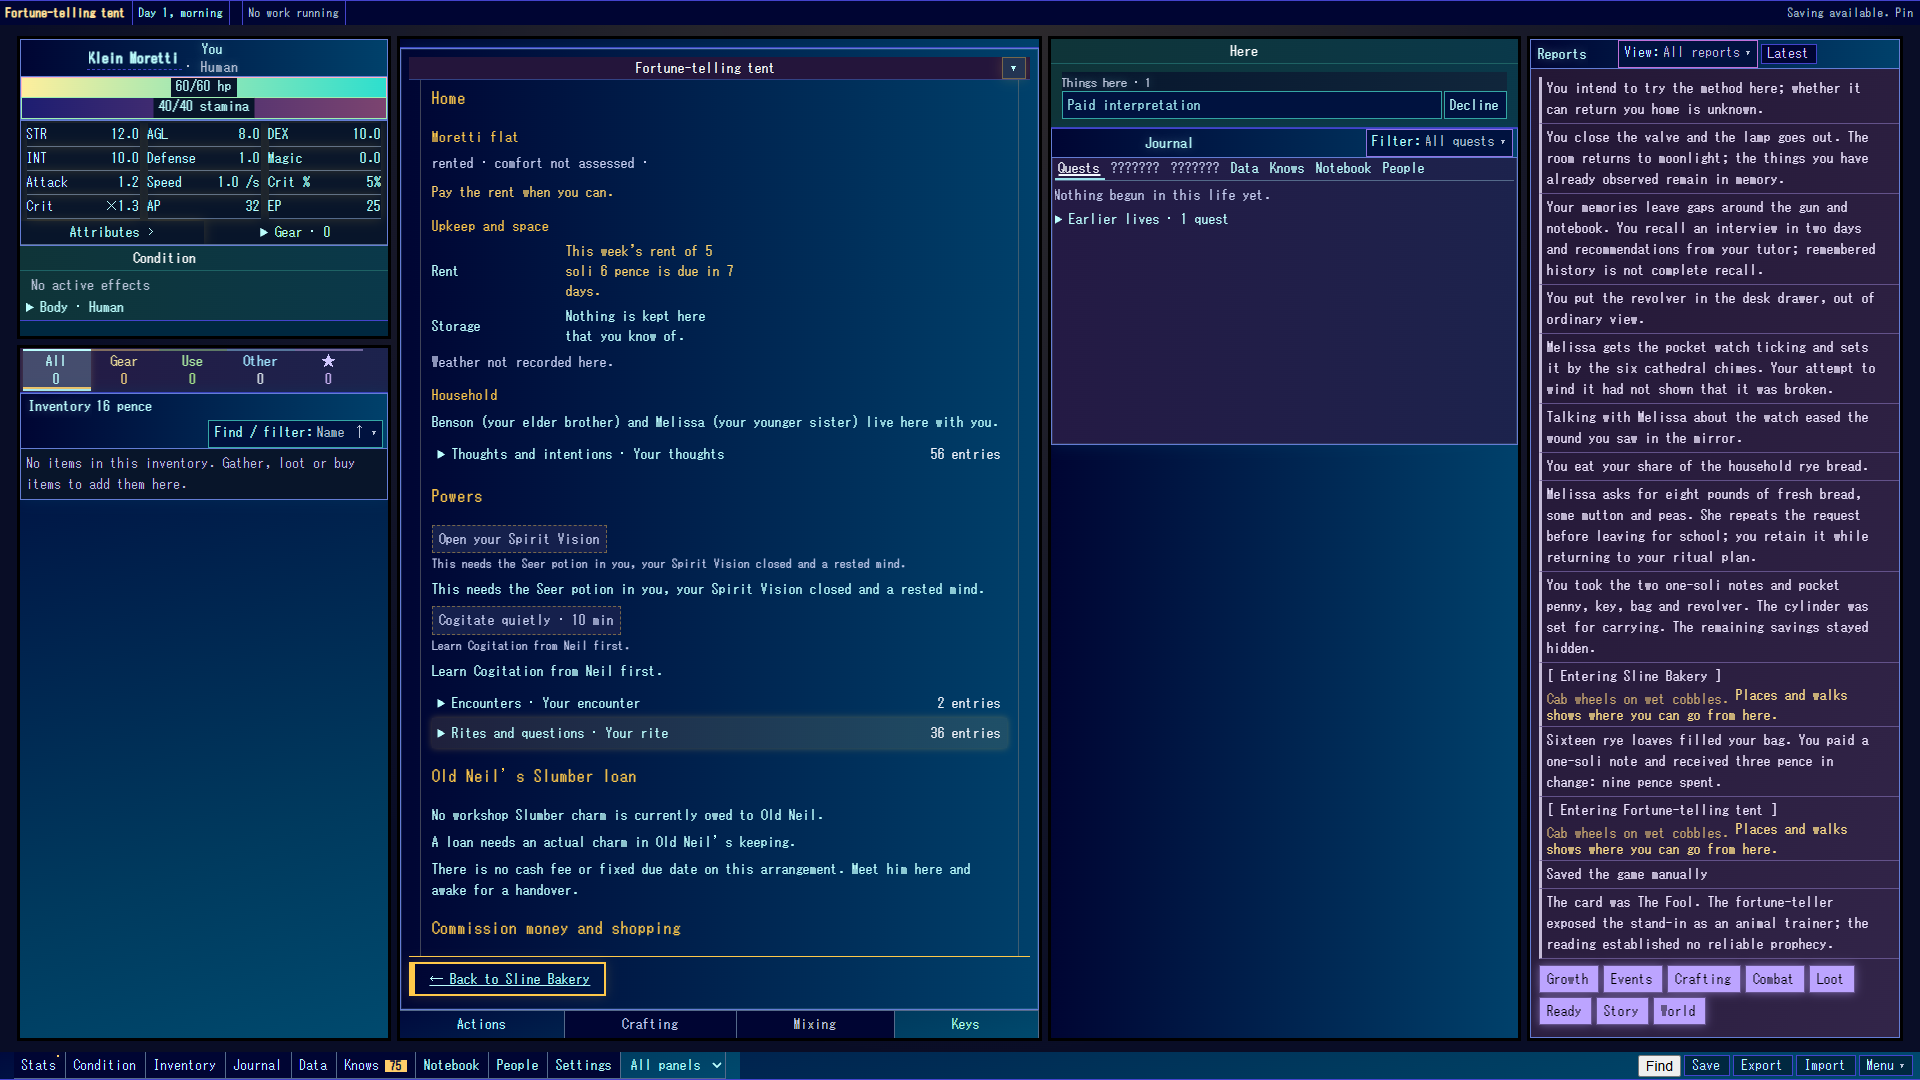 Fortune-telling tent
Day 1, morning
No work running
Saving available. Pin
Klein Moretti · You
Human
60/60 hp
40/40 stamina
STR 12.0 AGL 8.0 DEX 10.0
INT 10.0 Defense 1.0 Magic 0.0
Attack 1.2 Speed 1.0 /s Crit % 5%
Crit ×1.3 AP 32 EP 25
Attributes >
▶ Gear · 0
Condition
No active effects
▶ Body · Human
All Gear Use Other ★
0 0 0 0 0
Inventory 16 pence
Find / filter: Name ↑ ▾
No items in this inventory. Gather, loot or buy
items to add them here.
Fortune-telling tent
▾
Home
Moretti flat
rented · comfort not assessed ·
Pay the rent when you can.
Upkeep and space
Rent
This week's rent of 5
soli 6 pence is due in 7
days.
Storage
Nothing is kept here
that you know of.
Weather not recorded here.
Household
Benson (your elder brother) and Melissa (your younger sister) live here with you.
▶ Thoughts and intentions · Your thoughts 56 entries
Powers
Open your Spirit Vision
This needs the Seer potion in you, your Spirit Vision closed and a rested mind.
This needs the Seer potion in you, your Spirit Vision closed and a rested mind.
Cogitate quietly · 10 min
Learn Cogitation from Neil first.
Learn Cogitation from Neil first.
▶ Encounters · Your encounter 2 entries
▶ Rites and questions · Your rite 36 entries
Old Neil's Slumber loan
No workshop Slumber charm is currently owed to Old Neil.
A loan needs an actual charm in Old Neil's keeping.
There is no cash fee or fixed due date on this arrangement. Meet him here and
awake for a handover.
Commission money and shopping
← Back to Sline Bakery
Actions Crafting Mixing Keys
Here
Things here · 1
Paid interpretation
Decline
Journal
Filter: All quests ▾
Quests ??????? ??????? Data Knows Notebook People
Nothing begun in this life yet.
▶ Earlier lives · 1 quest
Reports
View: All reports ▾
Latest
You intend to try the method here; whether it
can return you home is unknown.
You close the valve and the lamp goes out. The
room returns to moonlight; the things you have
already observed remain in memory.
Your memories leave gaps around the gun and
notebook. You recall an interview in two days
and recommendations from your tutor; remembered
history is not complete recall.
You put the revolver in the desk drawer, out of
ordinary view.
Melissa gets the pocket watch ticking and sets
it by the six cathedral chimes. Your attempt to
wind it had not shown that it was broken.
Talking with Melissa about the watch eased the
wound you saw in the mirror.
You eat your share of the household rye bread.
Melissa asks for eight pounds of fresh bread,
some mutton and peas. She repeats the request
before leaving for school; you retain it while
returning to your ritual plan.
You took the two one-soli notes and pocket
penny, key, bag and revolver. The cylinder was
set for carrying. The remaining savings stayed
hidden.
[ Entering Sline Bakery ]
Cab wheels on wet cobbles. Places and walks
shows where you can go from here.
Sixteen rye loaves filled your bag. You paid a
one-soli note and received three pence in
change: nine pence spent.
[ Entering Fortune-telling tent ]
Cab wheels on wet cobbles. Places and walks
shows where you can go from here.
Saved the game manually
The card was The Fool. The fortune-teller
exposed the stand-in as an animal trainer; the
reading established no reliable prophecy.
Growth Events Crafting Combat Loot
Ready Story World
Stats Condition Inventory Journal Data Knows 75 Notebook People Settings All panels
Find Save Export Import Menu ▾